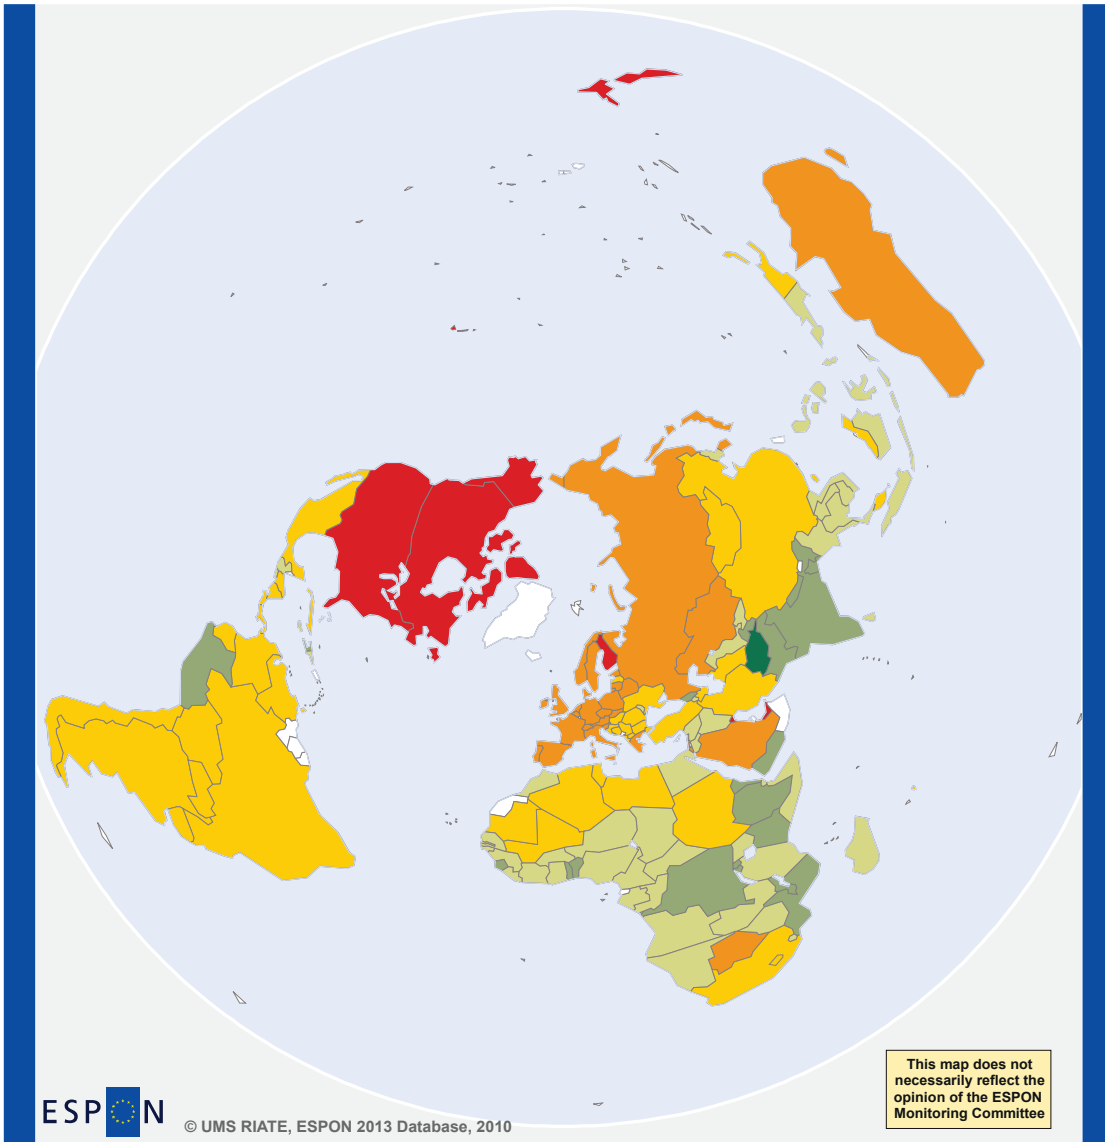 This map does not
necessarily reflect the
opinion of the ESPON
Monitoring Committee
ESPON
© UMS RIATE, ESPON 2013 Database, 2010